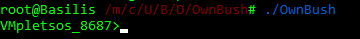 root@Basilis /m/c/U/B/D/OwnBush# ./OwnBush
VMpletsos_8687>